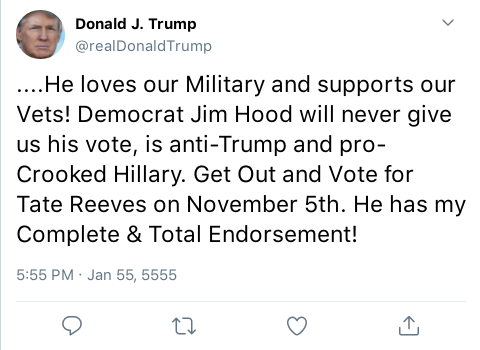 Donald J. Trump
@realDonaldTrump
....He loves our Military and supports our
Vets! Democrat Jim Hood will never give
us his vote, is anti-Trump and pro-
Crooked Hillary. Get Out and Vote for
Tate Reeves on November 5th. He has my
Complete & Total Endorsement!
5:55 PM · Jan 55, 5555